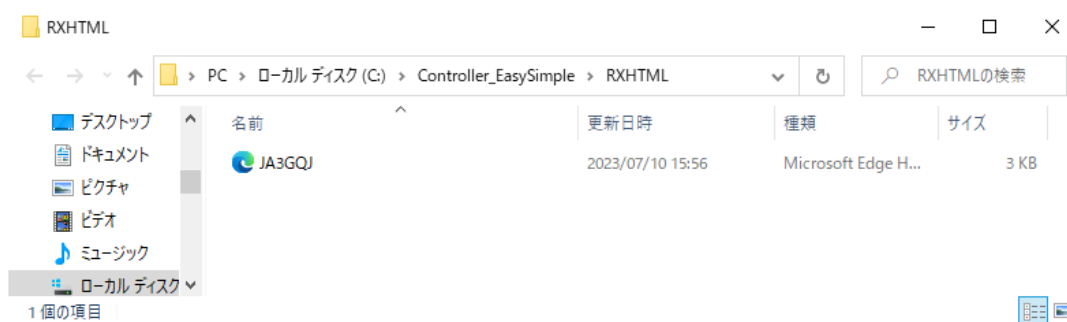 RXHTML
PC > ローカル ディスク (C:) > Controller_EasySimple > RXHTML
RXHTMLの検索
デスクトップ
ドキュメント
ピクチャ
ビデオ
ミュージック
ローカル ディスク
名前 更新日時 種類 サイズ
JA3GQJ 2023/07/10 15:56 Microsoft Edge H... 3 KB
1 個の項目